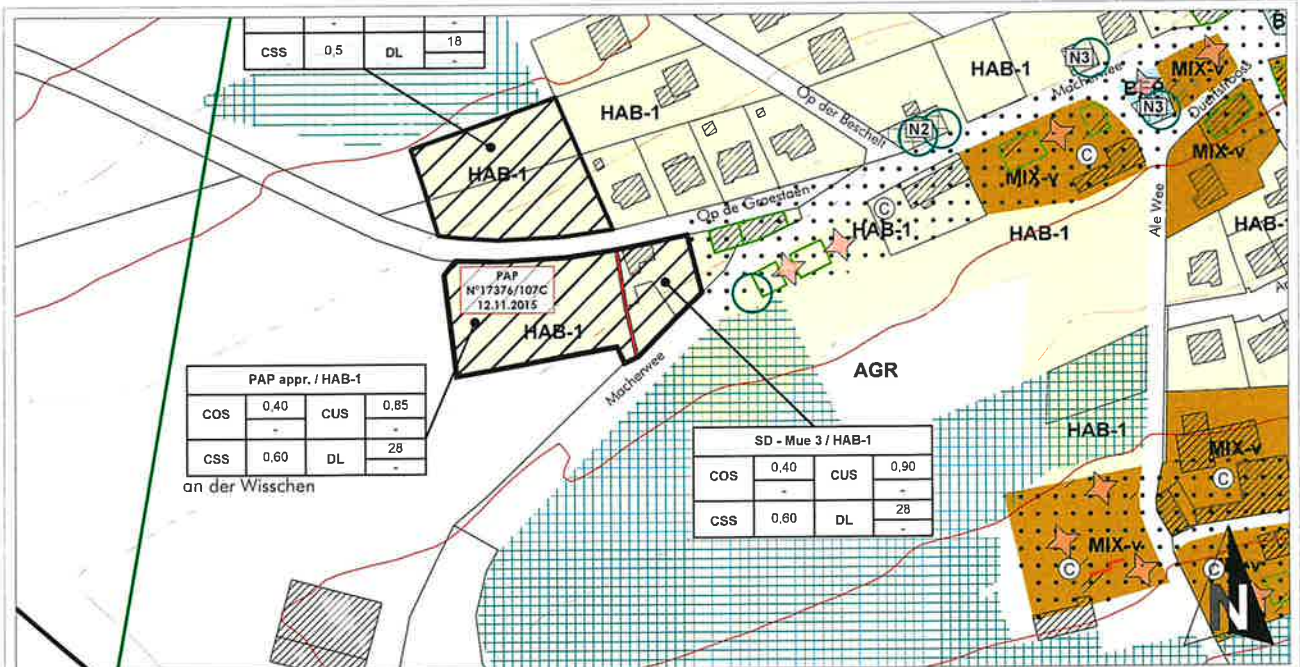 CSS 0,5 DL 18
-
HAB-1
HAB-1
Op der Beschelt
HAB-1
N3
Macherwee
MIX-v
N3
N2
C
MIX-v
MIX-v
HAB-1
Op de Groestaen
C
HAB-1
HAB-1
Ale Wee
HAB-1
PAP
N°17376/107C
12.11.2015
HAB-1
Macherwee
AGR
PAP appr. / HAB-1
COS 0,40 CUS 0,85
- -
CSS 0,60 DL 28
-
an der Wisschen
SD - Mue 3 / HAB-1
COS 0,40 CUS 0,90
- -
CSS 0,60 DL 28
-
HAB-1
MIX-v
C
MIX-v
C
C
N